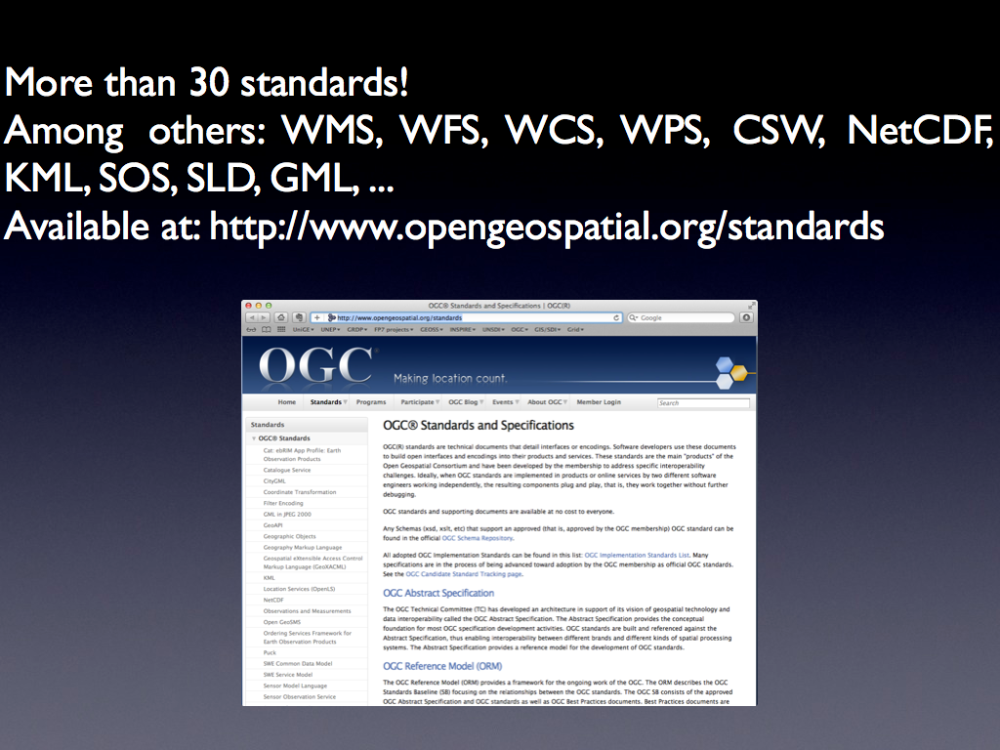 More than 30 standards!
Among others: WMS, WFS, WCS, WPS, CSW, NetCDF,
KML, SOS, SLD, GML, ...
Available at: http://www.opengeospatial.org/standards
OGC® Standards and Specifications | OGC(R)
http://www.opengeospatial.org/standards
Google
UniGE UNEP GRDP FP7 projects GEOSS INSPIRE UNSDI OGC GIS/SDI Grid
OGC®
Making location count.
Home Standards Programs Participate OGC Blog Events About OGC Member Login Search
Standards
OGC® Standards
Cat: ebRIM App Profile: Earth
Observation Products
Catalogue Service
CityGML
Coordinate Transformation
Filter Encoding
GML in JPEG 2000
GeoAPI
Geographic Objects
Geography Markup Language
Geospatial eXtensible Access Control
Markup Language (GeoXACML)
KML
Location Services (OpenLS)
NetCDF
Observations and Measurements
Open GeoSMS
Ordering Services Framework for
Earth Observation Products
Puck
SWE Common Data Model
SWE Service Model
Sensor Model Language
Sensor Observation Service
OGC® Standards and Specifications
OGC(R) standards are technical documents that detail interfaces or encodings. Software developers use these documents
to build open interfaces and encodings into their products and services. These standards are the main "products" of the
Open Geospatial Consortium and have been developed by the membership to address specific interoperability
challenges. Ideally, when OGC standards are implemented in products or online services by two different software
engineers working independently, the resulting components plug and play, that is, they work together without further
debugging.
OGC standards and supporting documents are available at no cost to everyone.
Any Schemas (xsd, xslt, etc) that support an approved (that is, approved by the OGC membership) OGC standard can be
found in the official OGC Schema Repository.
All adopted OGC Implementation Standards can be found in this list: OGC Implementation Standards List. Many
specifications are in the process of being advanced toward adoption by the OGC membership as official OGC standards.
See the OGC Candidate Standard Tracking page.
OGC Abstract Specification
The OGC Technical Committee (TC) has developed an architecture in support of its vision of geospatial technology and
data interoperability called the OGC Abstract Specification. The Abstract Specification provides the conceptual
foundation for most OGC specification development activities. OGC standards are built and referenced against the
Abstract Specification, thus enabling interoperability between different brands and different kinds of spatial processing
systems. The Abstract Specification provides a reference model for the development of OGC standards.
OGC Reference Model (ORM)
The OGC Reference Model (ORM) provides a framework for the ongoing work of the OGC. The ORM describes the OGC
Standards Baseline (SB) focusing on the relationships between the OGC standards. The OGC SB consists of the approved
OGC Abstract Specification and OGC standards as well as OGC Best Practices documents. Best Practices documents are